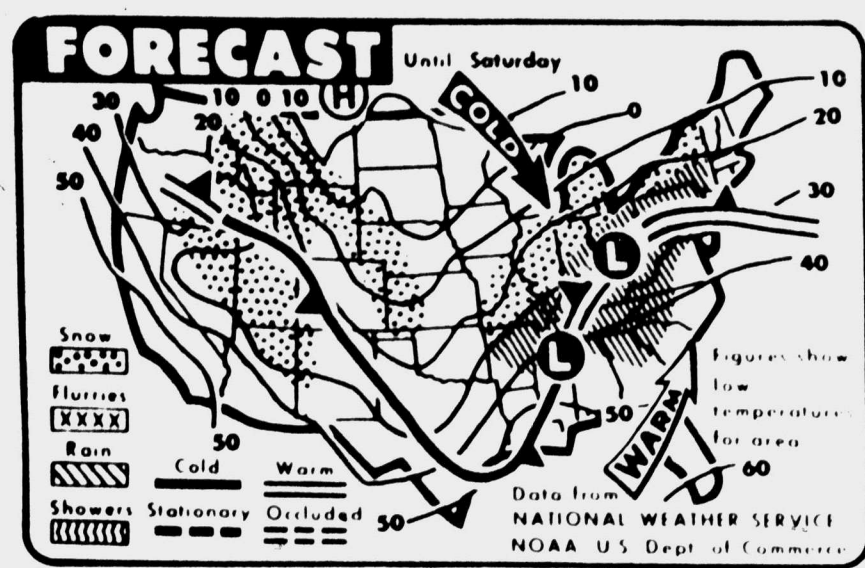 FORECAST
Until Saturday
COLD
10
0
10
20
30
40
30
40
50
10 0 10
20
H
L
L
50
WARM
60
50
50
Snow
Flurries
Rain
Showers
Cold
Warm
Stationary
Occluded
Figures show
low
temperatures
for area
Data from
NATIONAL WEATHER SERVICE
NOAA U S Dept of Commerce